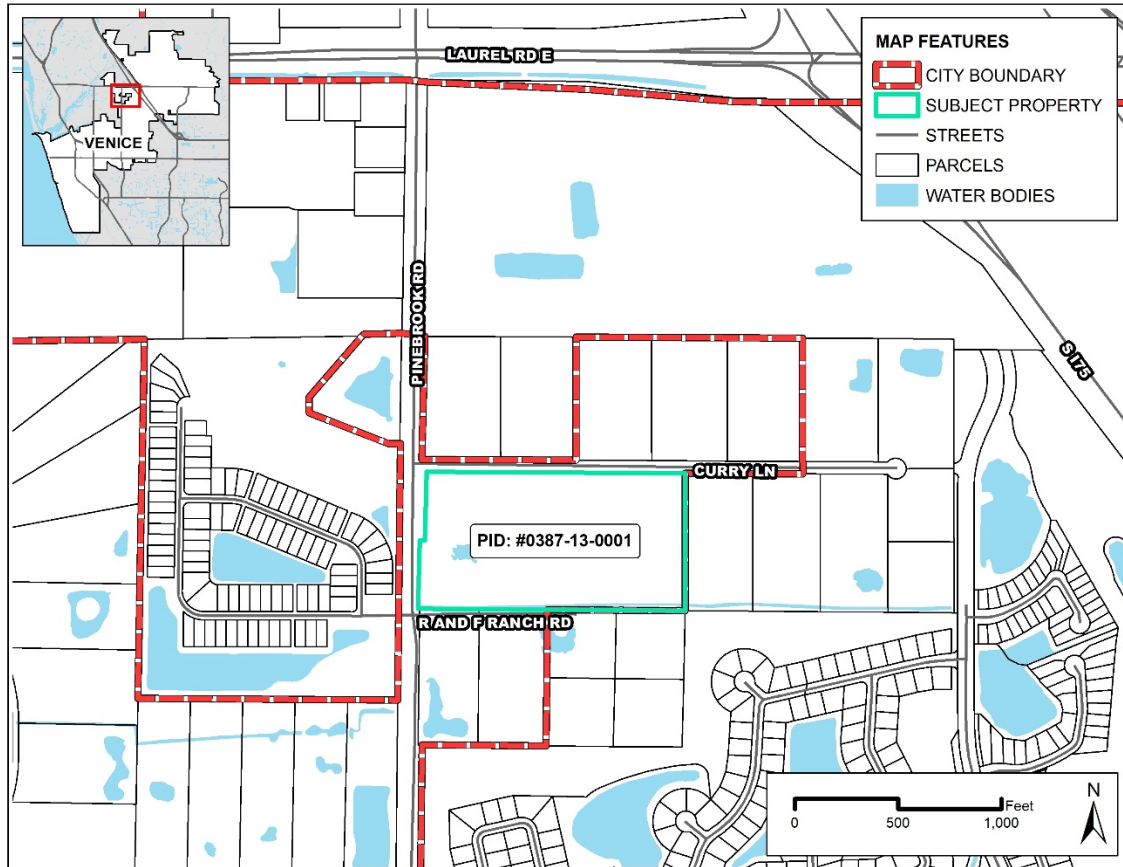 LAUREL RD E
MAP FEATURES
CITY BOUNDARY
SUBJECT PROPERTY
STREETS
PARCELS
WATER BODIES
VENICE
PINEBROOK RD
S I75
CURRY LN
PID: #0387-13-0001
R AND F RANCH RD
Feet
0 500 1,000
N